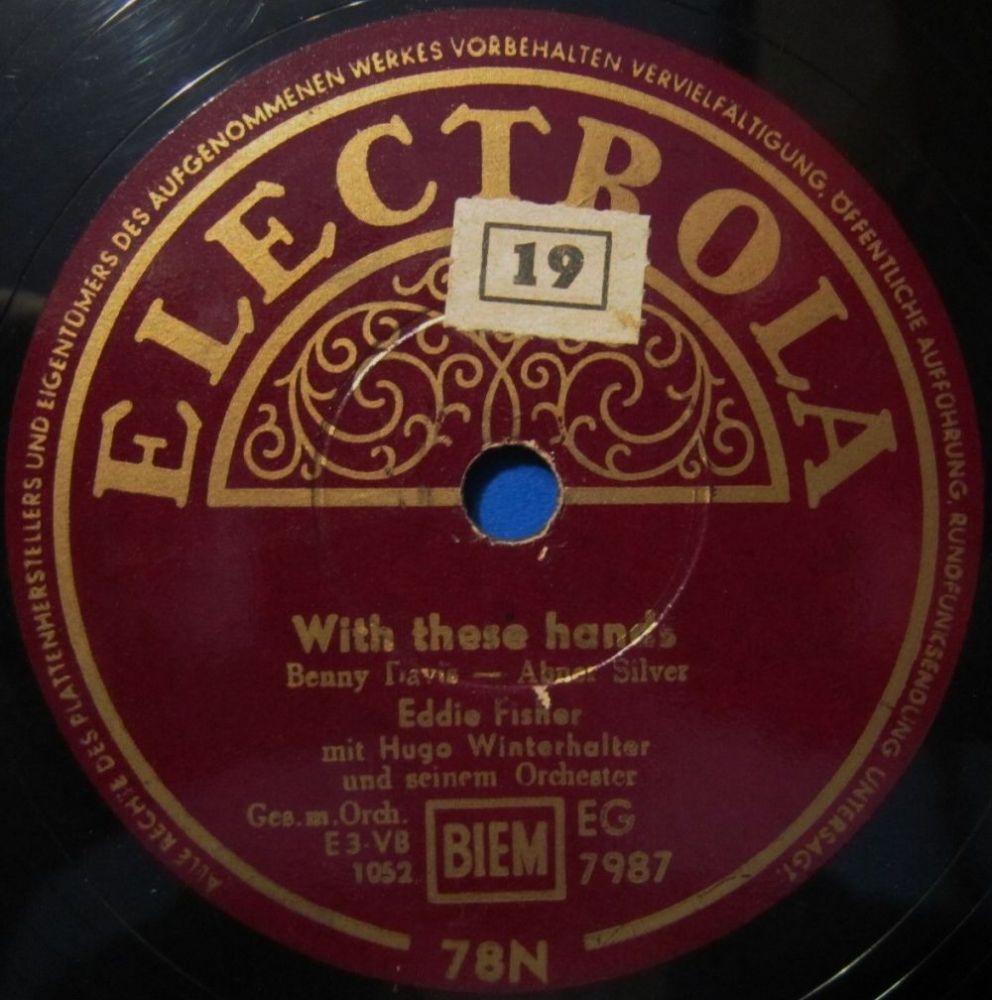 ALLE RECHTE DES PLATTENHERSTELLERS UND EIGENTÜMERS DES AUFGENOMMENEN WERKES VORBEHALTEN VERVIELFÄLTIGUNG, ÖFFENTLICHE AUFFÜHRUNG, RUNDFUNKSENDUNG UNTERSAGT.
ELECTROLA
19
With these hands
Benny Davis — Abner Silver
Eddie Fisher
mit Hugo Winterhalter
und seinem Orchester
Ges.m.Orch.
E3-VB
1052
BIEM
EG
7987
78N